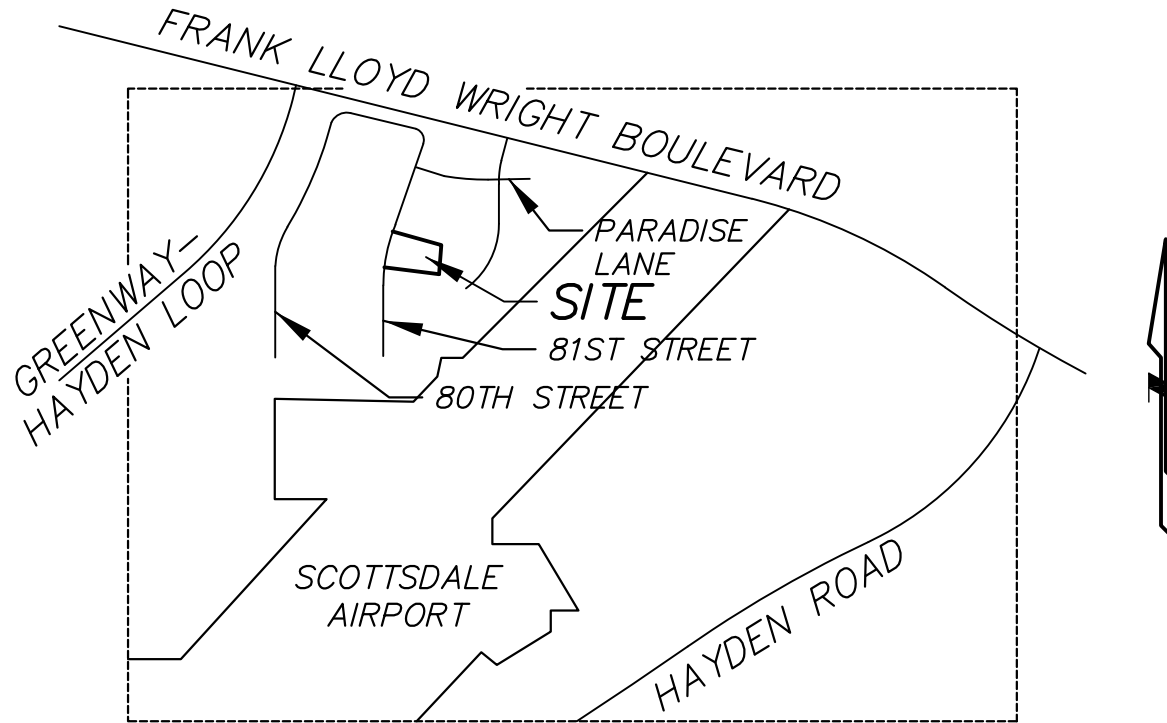 FRANK LLOYD WRIGHT BOULEVARD
GREENWAY-
HAYDEN LOOP
PARADISE
LANE
SITE
81ST STREET
80TH STREET
SCOTTSDALE
AIRPORT
HAYDEN ROAD